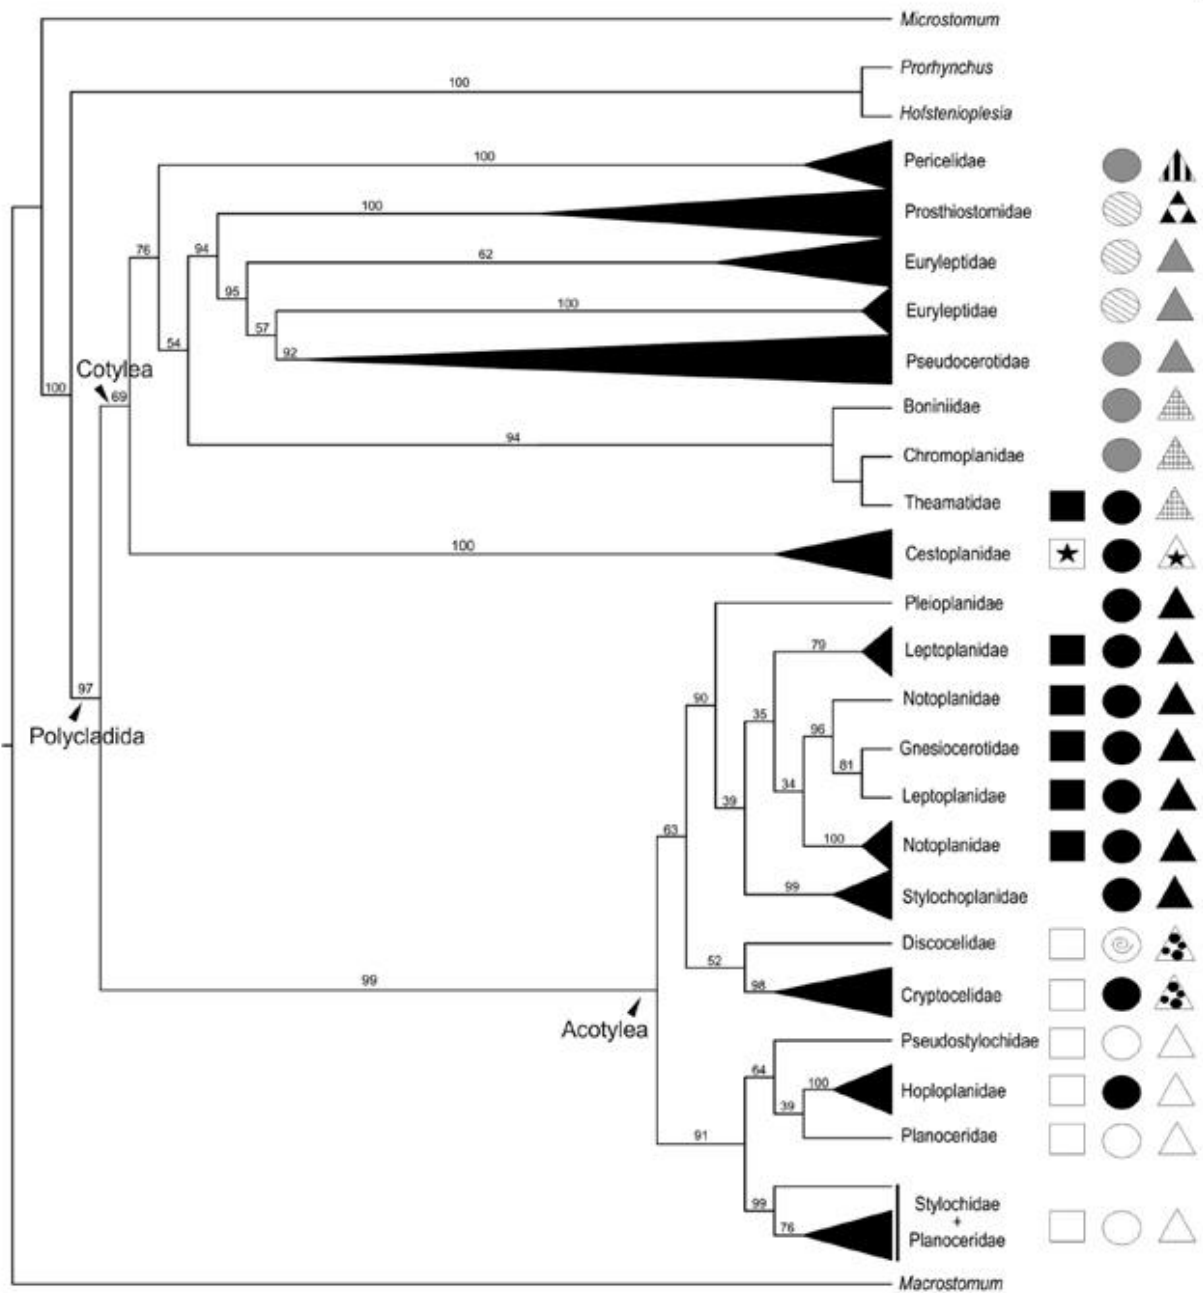 Microstomum
Prorhynchus
100
Hofstenioplesia
100
Pericelidae
100
Prosthiostomidae
76
94
62
Euryleptidae
95
100
Euryleptidae
57
54
92
Pseudocerotidae
Cotylea
100
69
Boniniidae
94
Chromoplanidae
Theamatidae
100
Cestoplanidae
Pleioplanidae
79
Leptoplanidae
97
90
Notoplanidae
35
96
Polycladida
Gnesiocerotidae
81
34
Leptoplanidae
39
63
100
Notoplanidae
99
Stylochoplanidae
Discocelidae
52
99
98
Cryptocelidae
Acotylea
Pseudostylochidae
64
100
Hoploplanidae
39
91
Planoceridae
99
Stylochidae
+
76
Planoceridae
Macrostomum